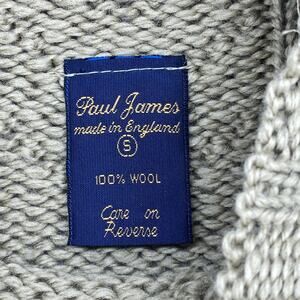 Paul James
made in England
S
100% WOOL
Care on
Reverse